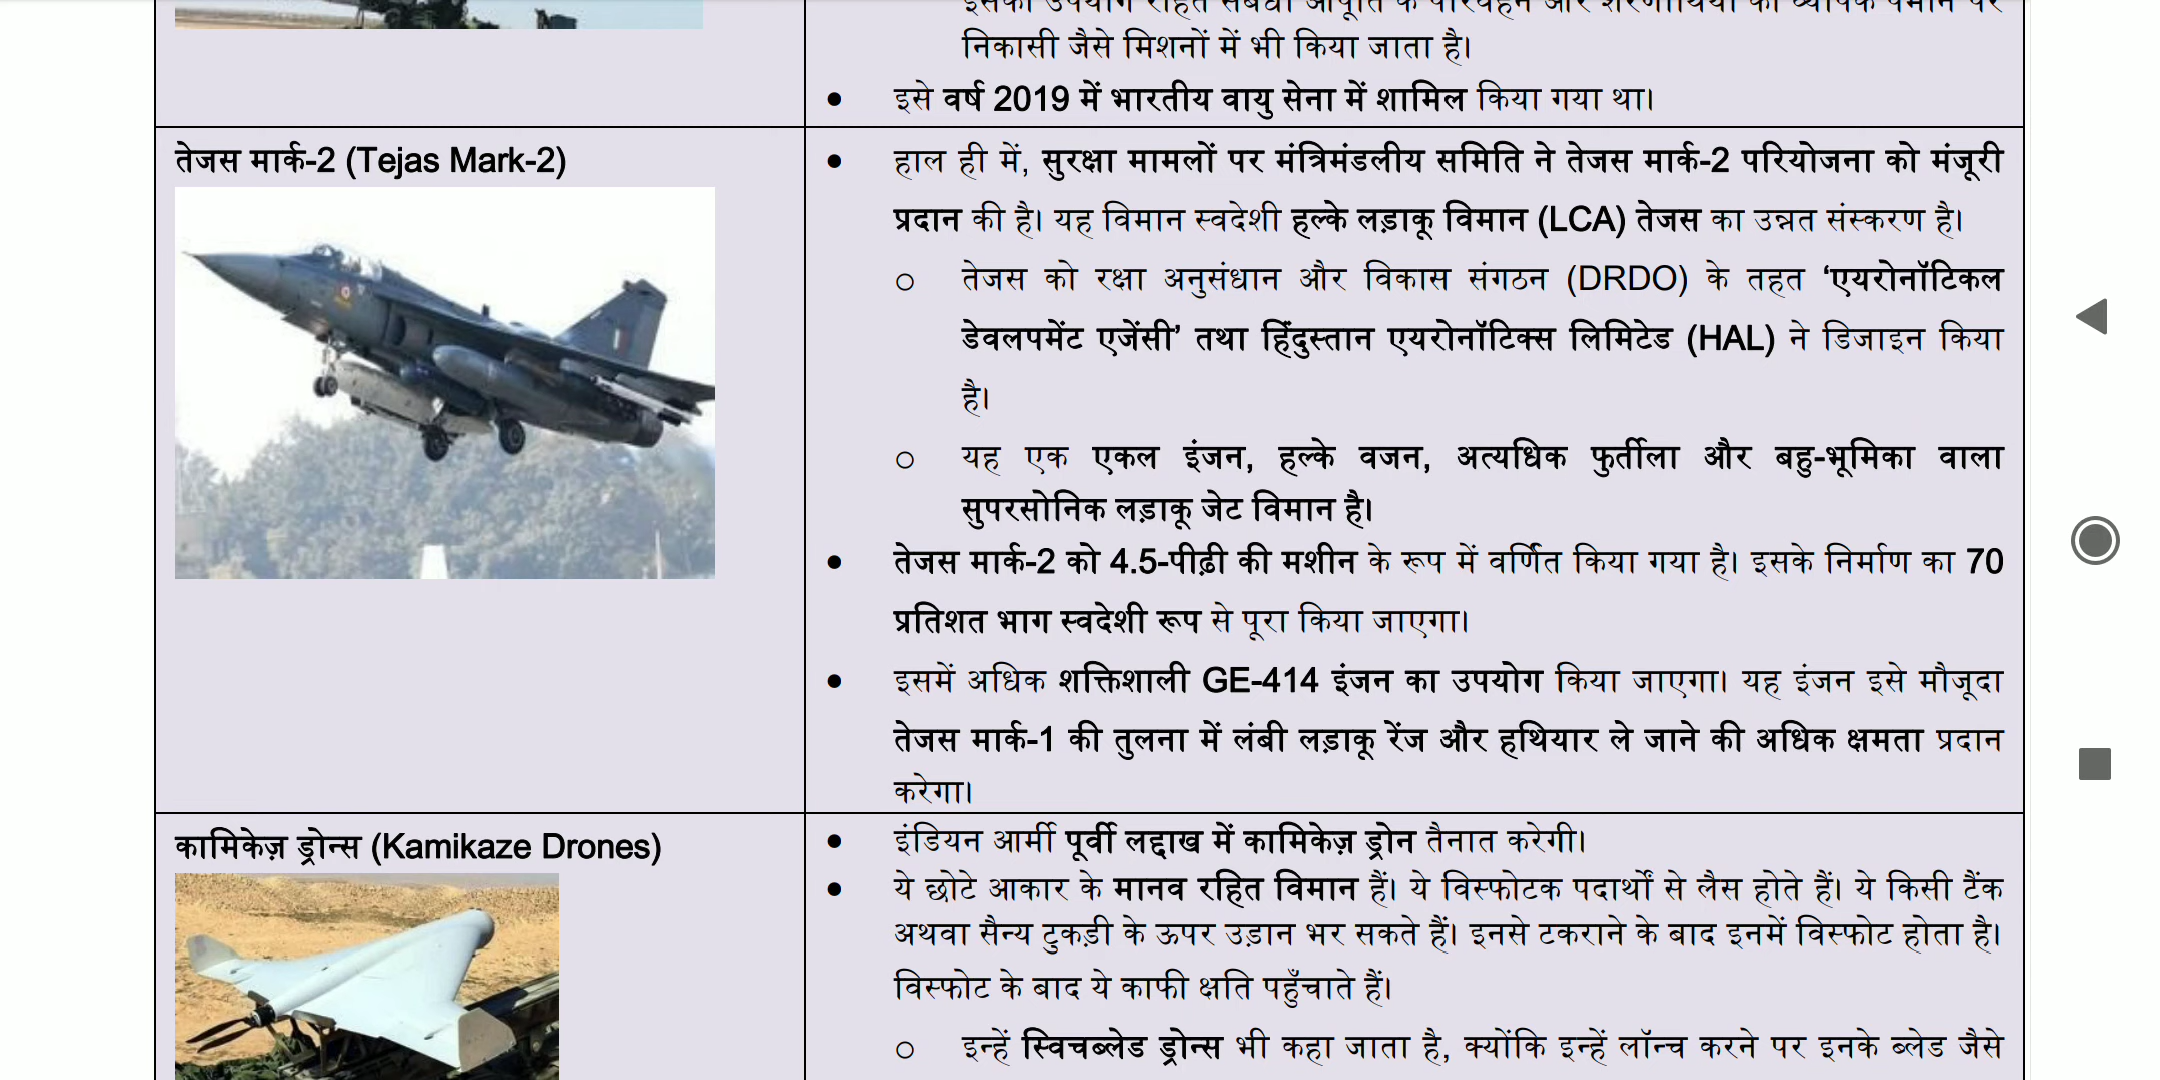 निकासी जैसे मिशनों में भी किया जाता है।
● इसे वर्ष 2019 में भारतीय वायु सेना में शामिल किया गया था।
तेजस मार्क-2 (Tejas Mark-2)
● हाल ही में, सुरक्षा मामलों पर मंत्रिमंडलीय समिति ने तेजस मार्क-2 परियोजना को मंजूरी
प्रदान की है। यह विमान स्वदेशी हल्के लड़ाकू विमान (LCA) तेजस का उन्नत संस्करण है।
○ तेजस को रक्षा अनुसंधान और विकास संगठन (DRDO) के तहत ‘एयरोनॉटिकल
डेवलपमेंट एजेंसी’ तथा हिंदुस्तान एयरोनॉटिक्स लिमिटेड (HAL) ने डिजाइन किया
है।
○ यह एक एकल इंजन, हल्के वजन, अत्यधिक फुर्तीला और बहु-भूमिका वाला
सुपरसोनिक लड़ाकू जेट विमान है।
● तेजस मार्क-2 को 4.5-पीढ़ी की मशीन के रूप में वर्णित किया गया है। इसके निर्माण का 70
प्रतिशत भाग स्वदेशी रूप से पूरा किया जाएगा।
● इसमें अधिक शक्तिशाली GE-414 इंजन का उपयोग किया जाएगा। यह इंजन इसे मौजूदा
तेजस मार्क-1 की तुलना में लंबी लड़ाकू रेंज और हथियार ले जाने की अधिक क्षमता प्रदान
करेगा।
कामिकेज़ ड्रोन्स (Kamikaze Drones)
● इंडियन आर्मी पूर्वी लद्दाख में कामिकेज़ ड्रोन तैनात करेगी।
● ये छोटे आकार के मानव रहित विमान हैं। ये विस्फोटक पदार्थों से लैस होते हैं। ये किसी टैंक
अथवा सैन्य टुकड़ी के ऊपर उड़ान भर सकते हैं। इनसे टकराने के बाद इनमें विस्फोट होता है।
विस्फोट के बाद ये काफी क्षति पहुँचाते हैं।
○ इन्हें स्विचब्लेड ड्रोन्स भी कहा जाता है, क्योंकि इन्हें लॉन्च करने पर इनके ब्लेड जैसे